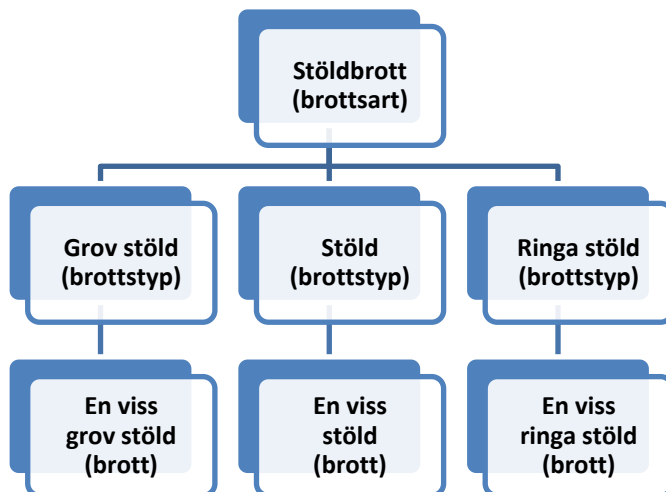 Stöldbrott
(brottsart)
Grov stöld
(brottstyp)
Stöld
(brottstyp)
Ringa stöld
(brottstyp)
En viss
grov stöld
(brott)
En viss
stöld
(brott)
En viss
ringa stöld
(brott)